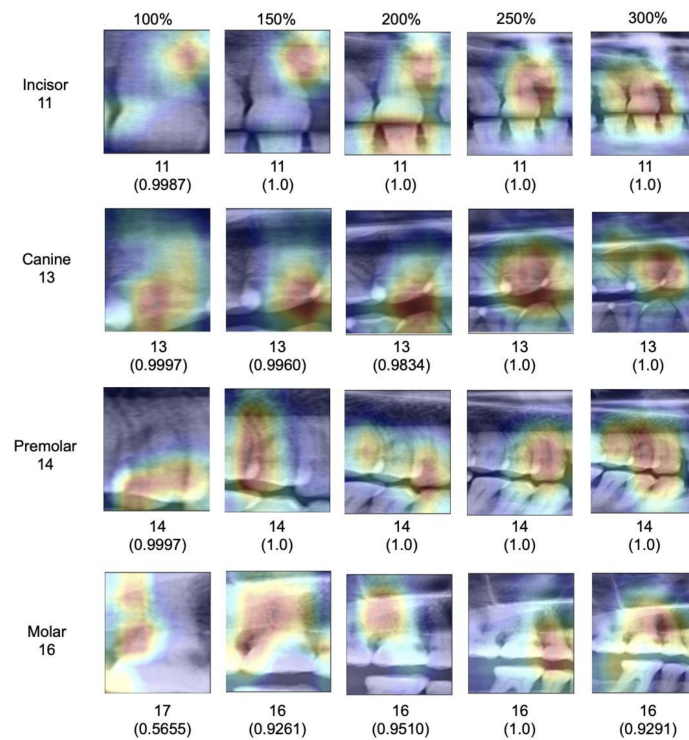 100% 150% 200% 250% 300%
Incisor
11
11 11 11 11 11
(0.9987) (1.0) (1.0) (1.0) (1.0)
Canine
13
13 13 13 13 13
(0.9997) (0.9960) (0.9834) (1.0) (1.0)
Premolar
14
14 14 14 14 14
(0.9997) (1.0) (1.0) (1.0) (1.0)
Molar
16
17 16 16 16 16
(0.5655) (0.9261) (0.9510) (1.0) (0.9291)